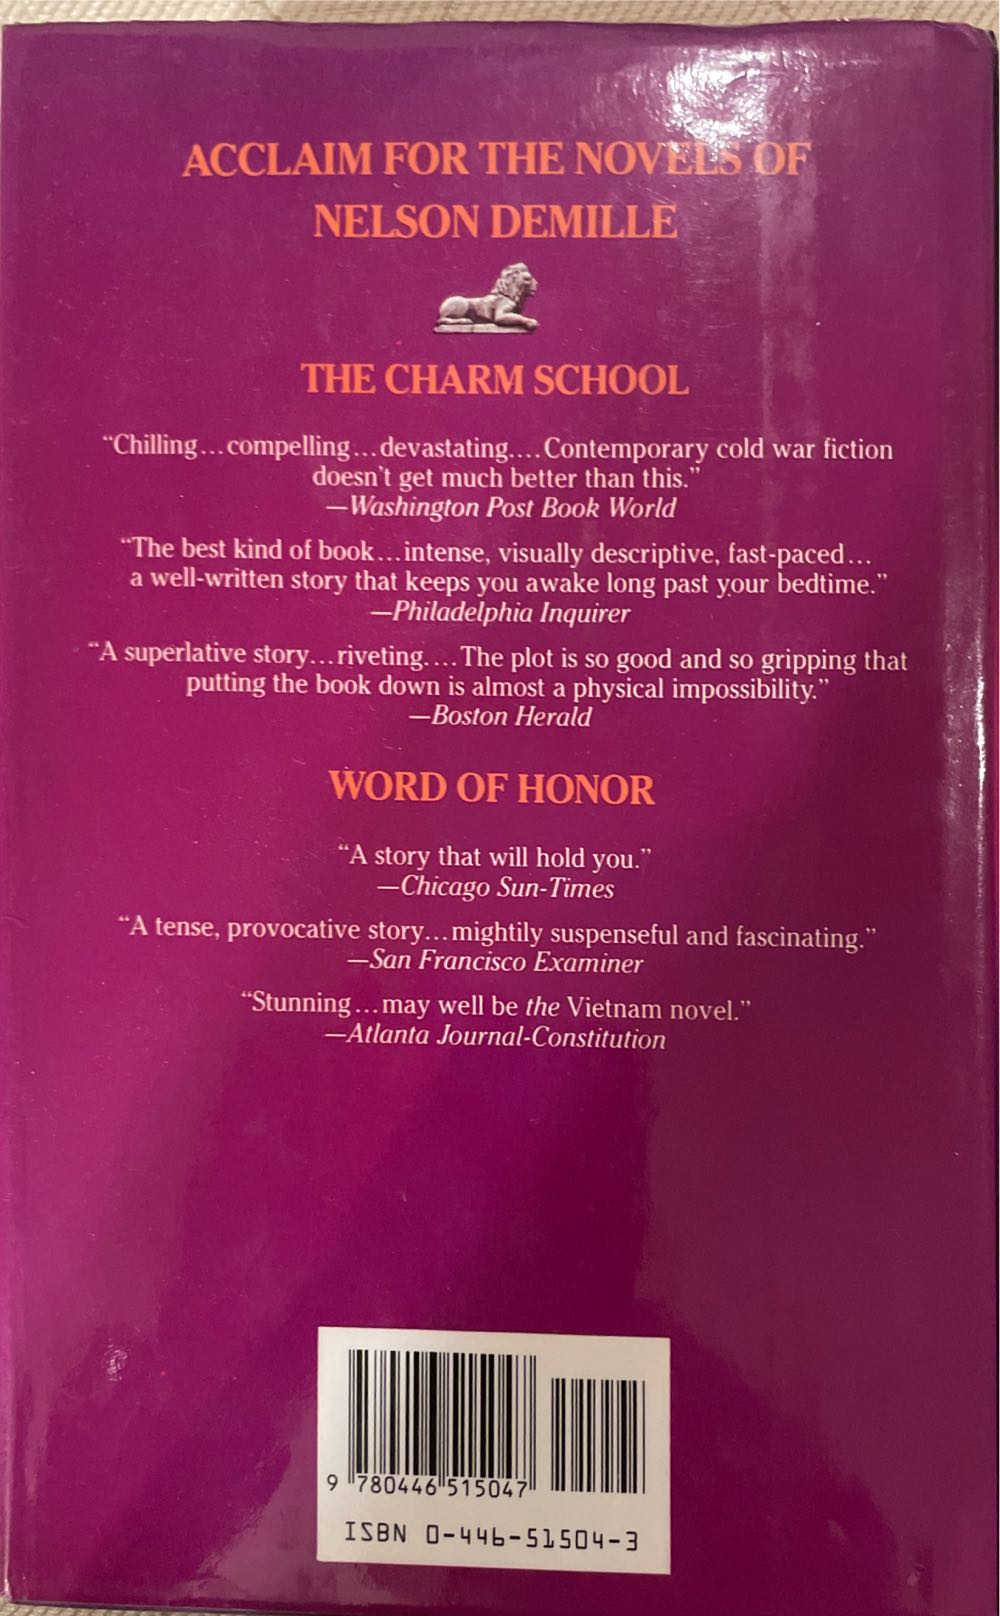 ACCLAIM FOR THE NOVELS OF
NELSON DEMILLE
THE CHARM SCHOOL
“Chilling...compelling...devastating.... Contemporary cold war fiction
doesn't get much better than this.”
—Washington Post Book World
“The best kind of book...intense, visually descriptive, fast-paced...
a well-written story that keeps you awake long past your bedtime.”
—Philadelphia Inquirer
“A superlative story...riveting.... The plot is so good and so gripping that
putting the book down is almost a physical impossibility.”
—Boston Herald
WORD OF HONOR
“A story that will hold you.”
—Chicago Sun-Times
“A tense, provocative story...mightily suspenseful and fascinating.”
—San Francisco Examiner
“Stunning...may well be the Vietnam novel.”
—Atlanta Journal-Constitution
9 780446 515047
ISBN 0-446-51504-3